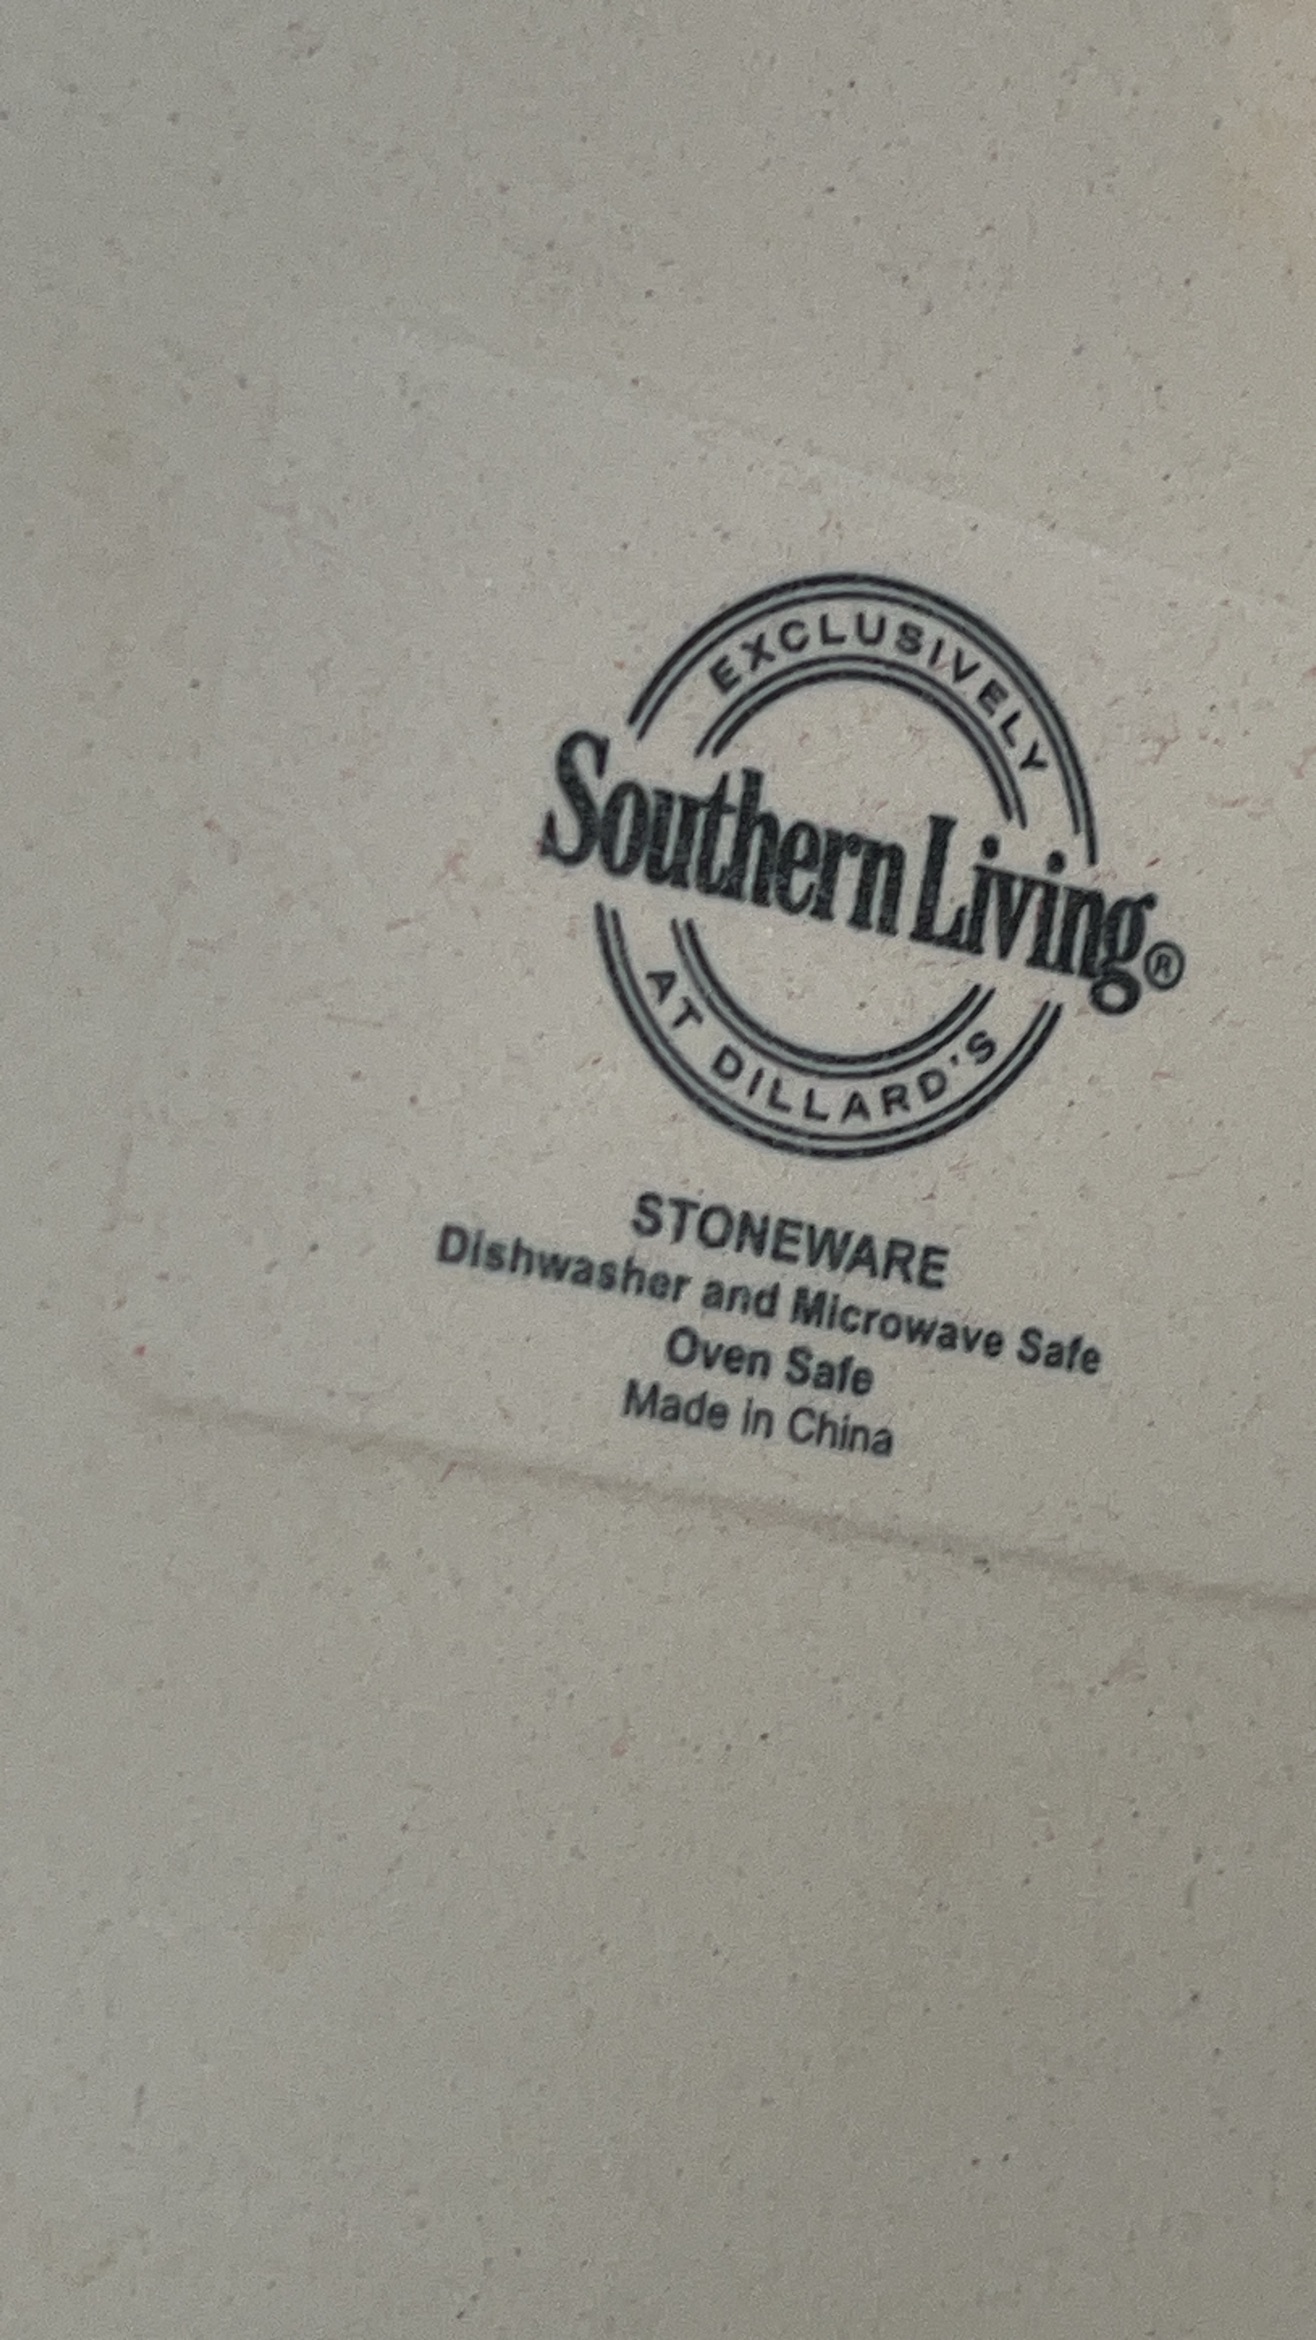 EXCLUSIVELY
Southern Living®
AT DILLARD'S
STONEWARE
Dishwasher and Microwave Safe
Oven Safe
Made in China